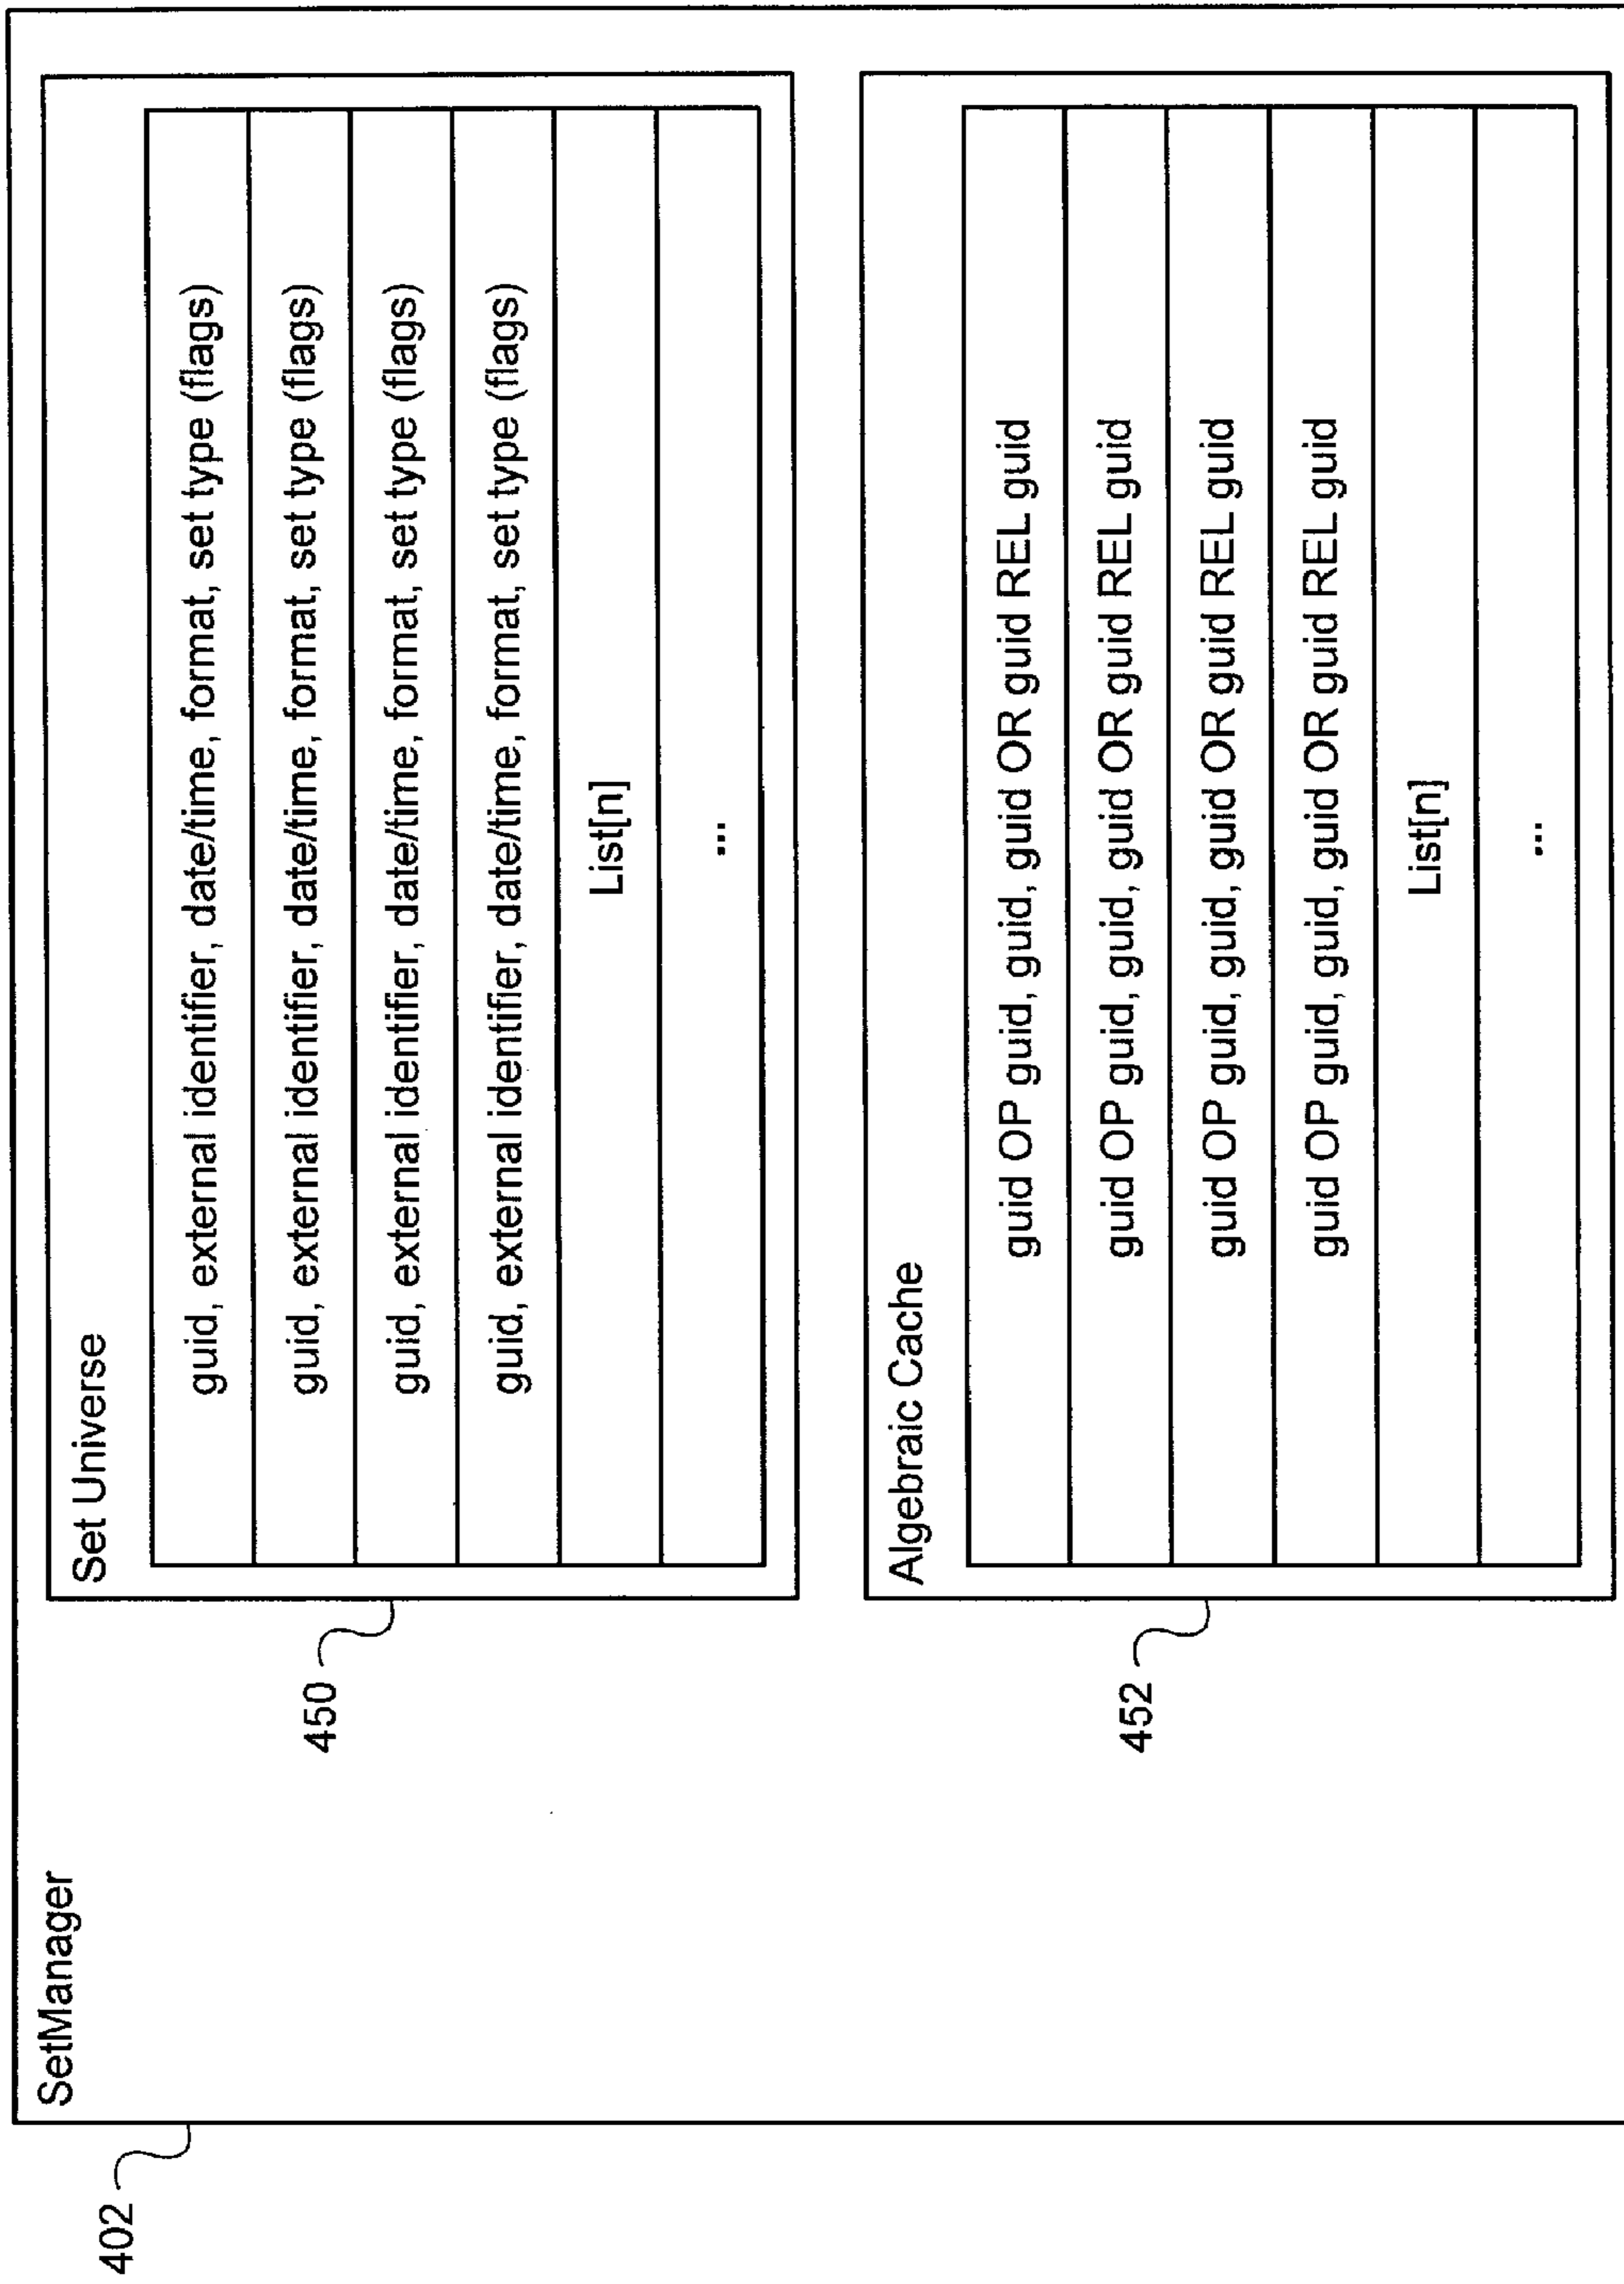 402
SetManager
450
Set Universe
guid, external identifier, date/time, format, set type (flags)
guid, external identifier, date/time, format, set type (flags)
guid, external identifier, date/time, format, set type (flags)
guid, external identifier, date/time, format, set type (flags)
List[n]
...
452
Algebraic Cache
guid OP guid, guid, guid OR guid REL guid
guid OP guid, guid, guid OR guid REL guid
guid OP guid, guid, guid OR guid REL guid
guid OP guid, guid, guid OR guid REL guid
List[n]
...